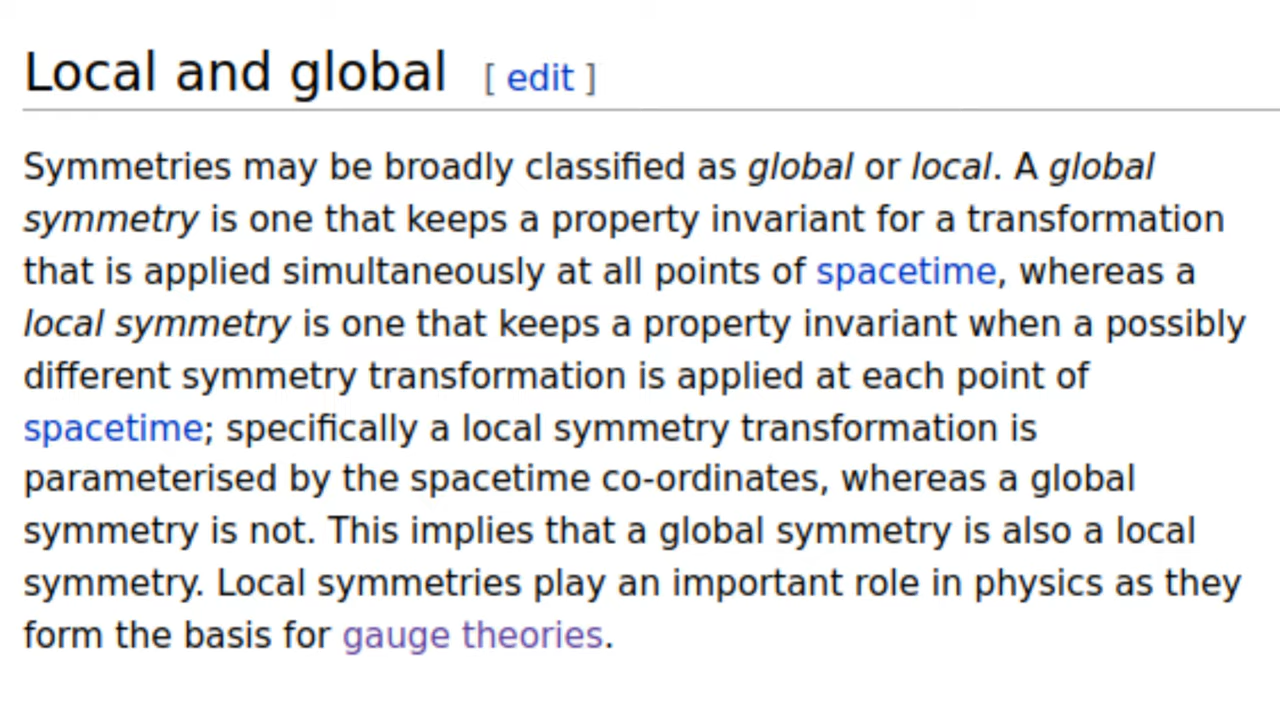 Local and global [ edit ]
Symmetries may be broadly classified as global or local. A global
symmetry is one that keeps a property invariant for a transformation
that is applied simultaneously at all points of spacetime, whereas a
local symmetry is one that keeps a property invariant when a possibly
different symmetry transformation is applied at each point of
spacetime; specifically a local symmetry transformation is
parameterised by the spacetime co-ordinates, whereas a global
symmetry is not. This implies that a global symmetry is also a local
symmetry. Local symmetries play an important role in physics as they
form the basis for gauge theories.